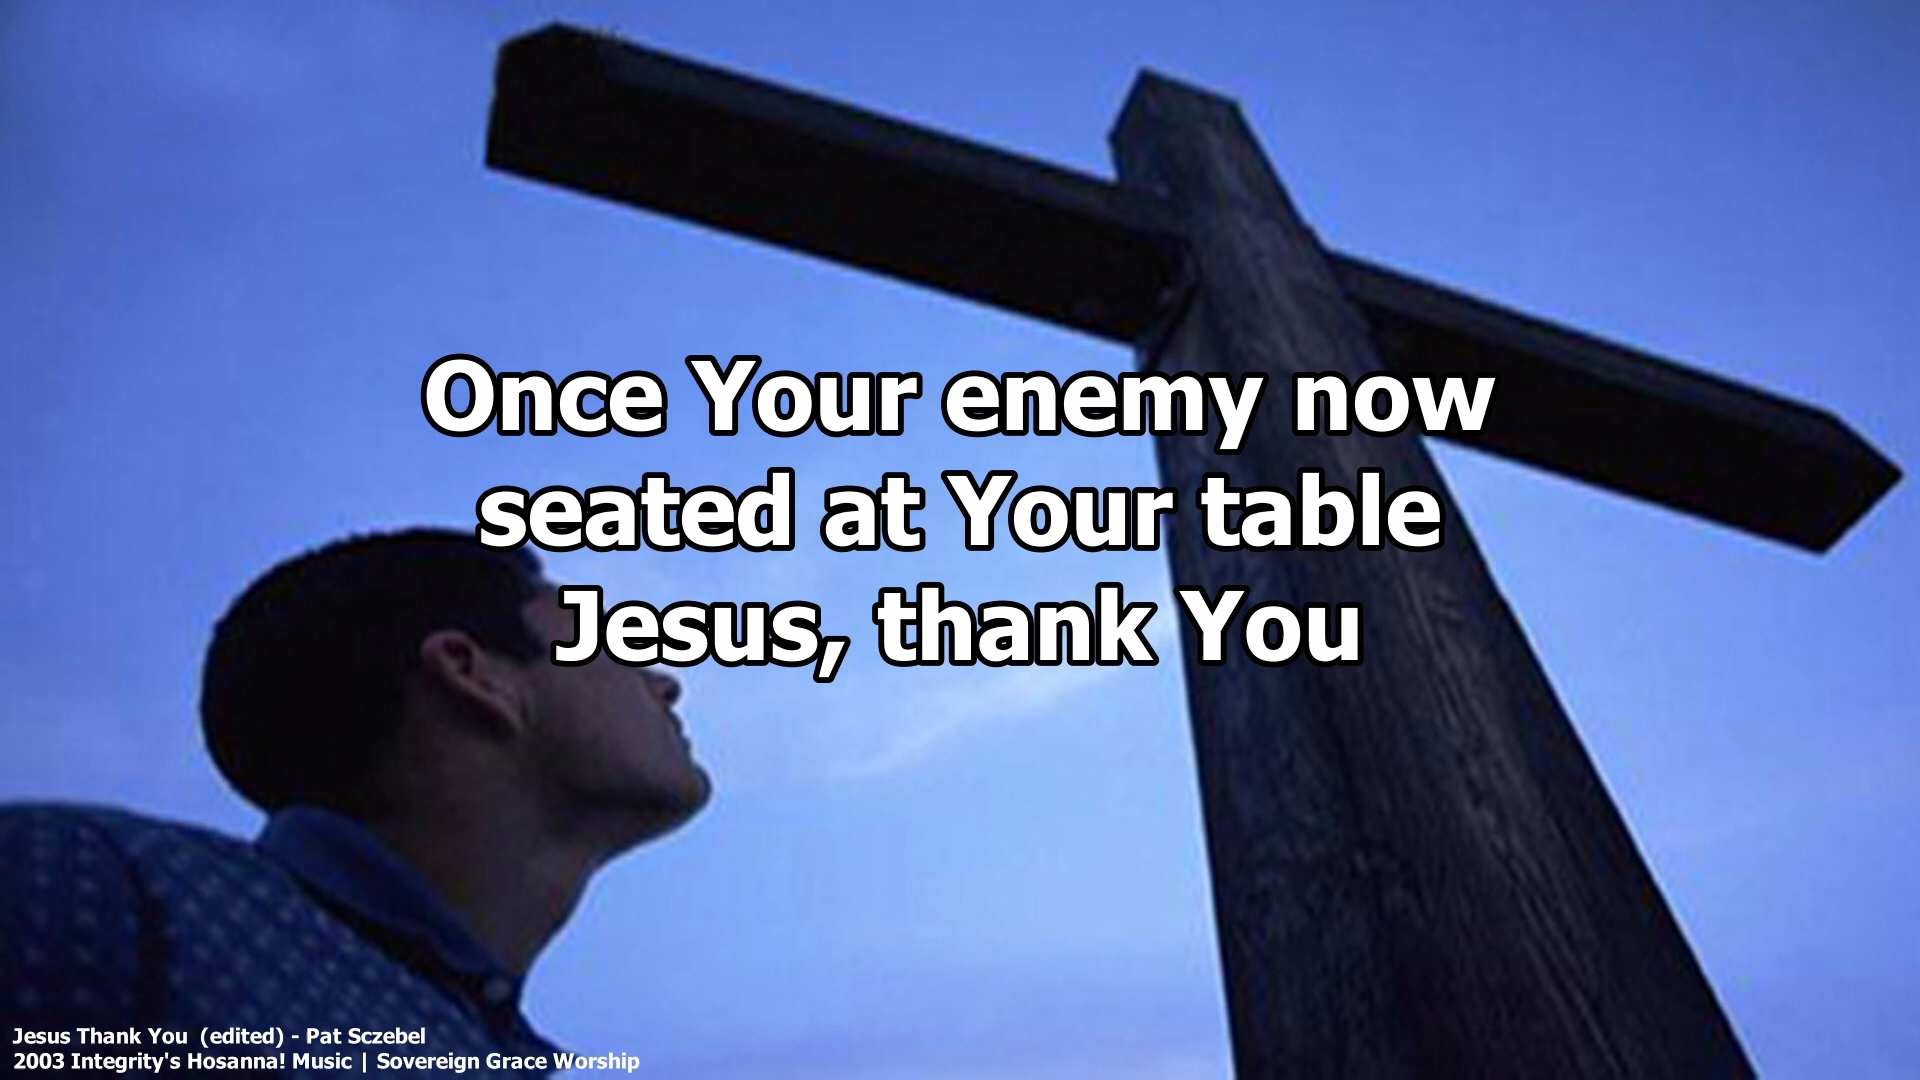 Once Your enemy now
seated at Your table
Jesus, thank You
Jesus Thank You  (edited) - Pat Sczebel
2003 Integrity's Hosanna! Music | Sovereign Grace Worship